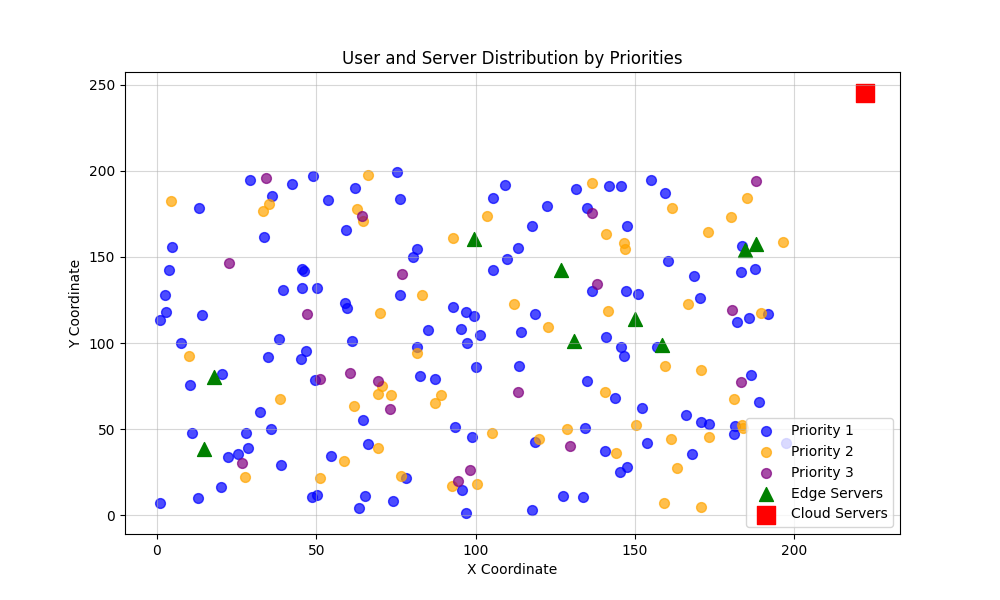 User and Server Distribution by Priorities
250
200
150
100
50
0
Y Coordinate
0 50 100 150 200
X Coordinate
Priority 1
Priority 2
Priority 3
Edge Servers
Cloud Servers